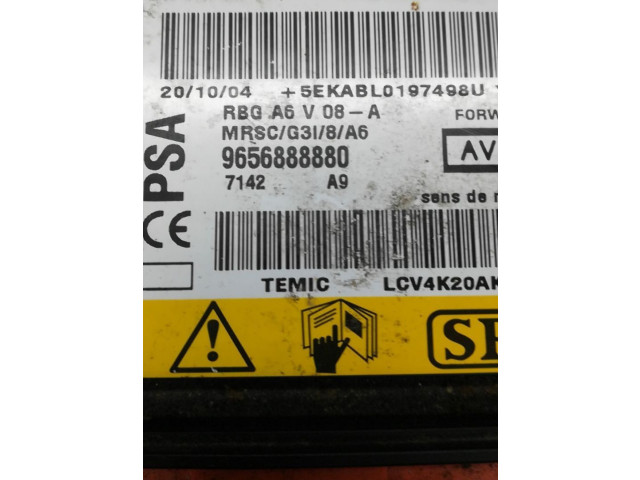 20/10/04 +5EKABL0197498U
RBG A6 V 08-A
FORW
MRSC/G3I/8/A6
9656888880
AV
7142 A9
sens de
PSA
CE
TEMIC LCV4K20AK